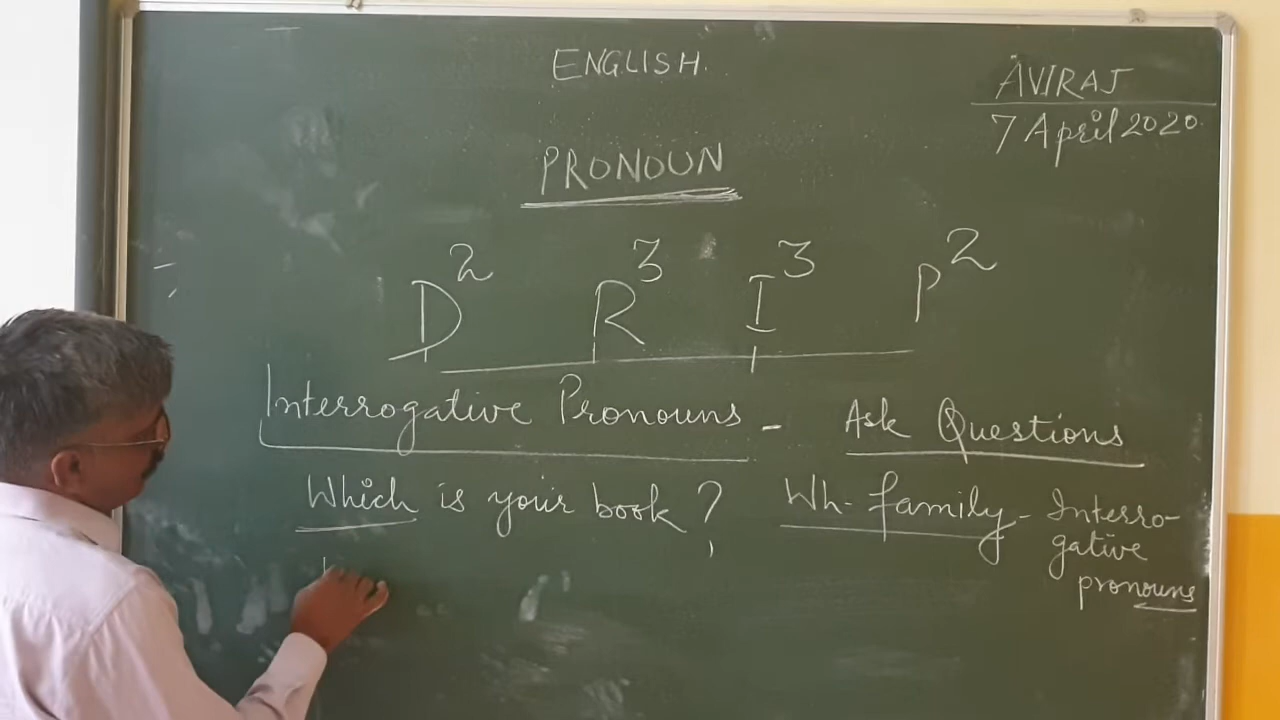 ENGLISH.
AVIRAJ
7 April 2020.
PRONOUN
D² R³ I³ P²
Interrogative Pronouns - Ask Questions
Which is your book ? Wh- family - Interro-
gative
pronouns